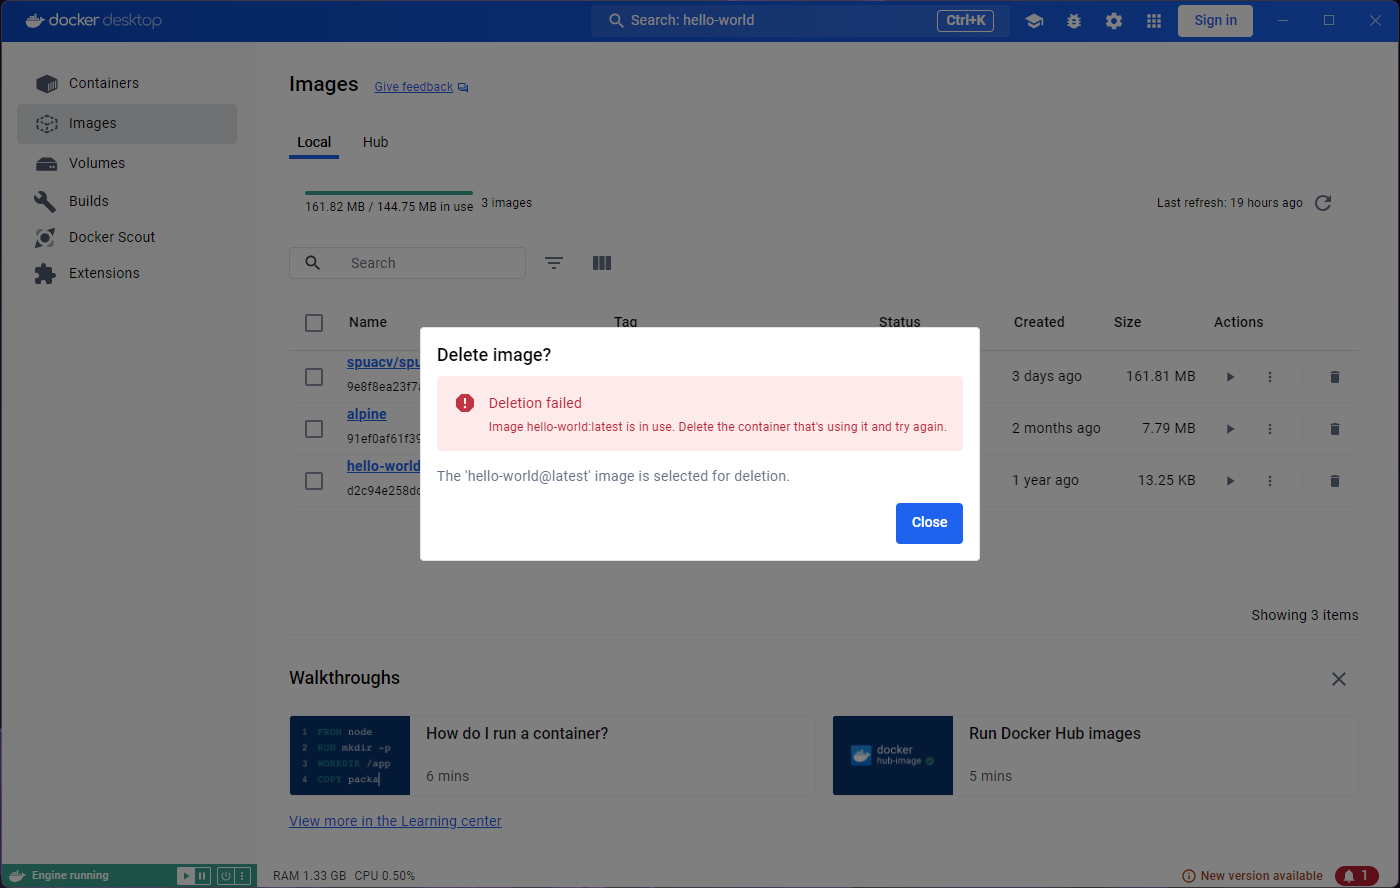 docker desktop
Search: hello-world
Ctrl+K
Sign in
Containers
Images
Volumes
Builds
Docker Scout
Extensions
Images
Give feedback
Local
Hub
161.82 MB / 144.75 MB in use
3 images
Last refresh: 19 hours ago
Search
Name
Tag
Status
Created
Size
Actions
spuacv/spu
9e8f8ea23f7
3 days ago
161.81 MB
alpine
91ef0af61f39
2 months ago
7.79 MB
hello-world
d2c94e258d
1 year ago
13.25 KB
Delete image?
Deletion failed
Image hello-world:latest is in use. Delete the container that's using it and try again.
The 'hello-world@latest' image is selected for deletion.
Close
Showing 3 items
Walkthroughs
1 FROM node
2 RUN mkdir -p
3 WORKDIR /app
4 COPY packa
How do I run a container?
6 mins
docker
hub-image
Run Docker Hub images
5 mins
View more in the Learning center
Engine running
RAM 1.33 GB CPU 0.50%
New version available
1